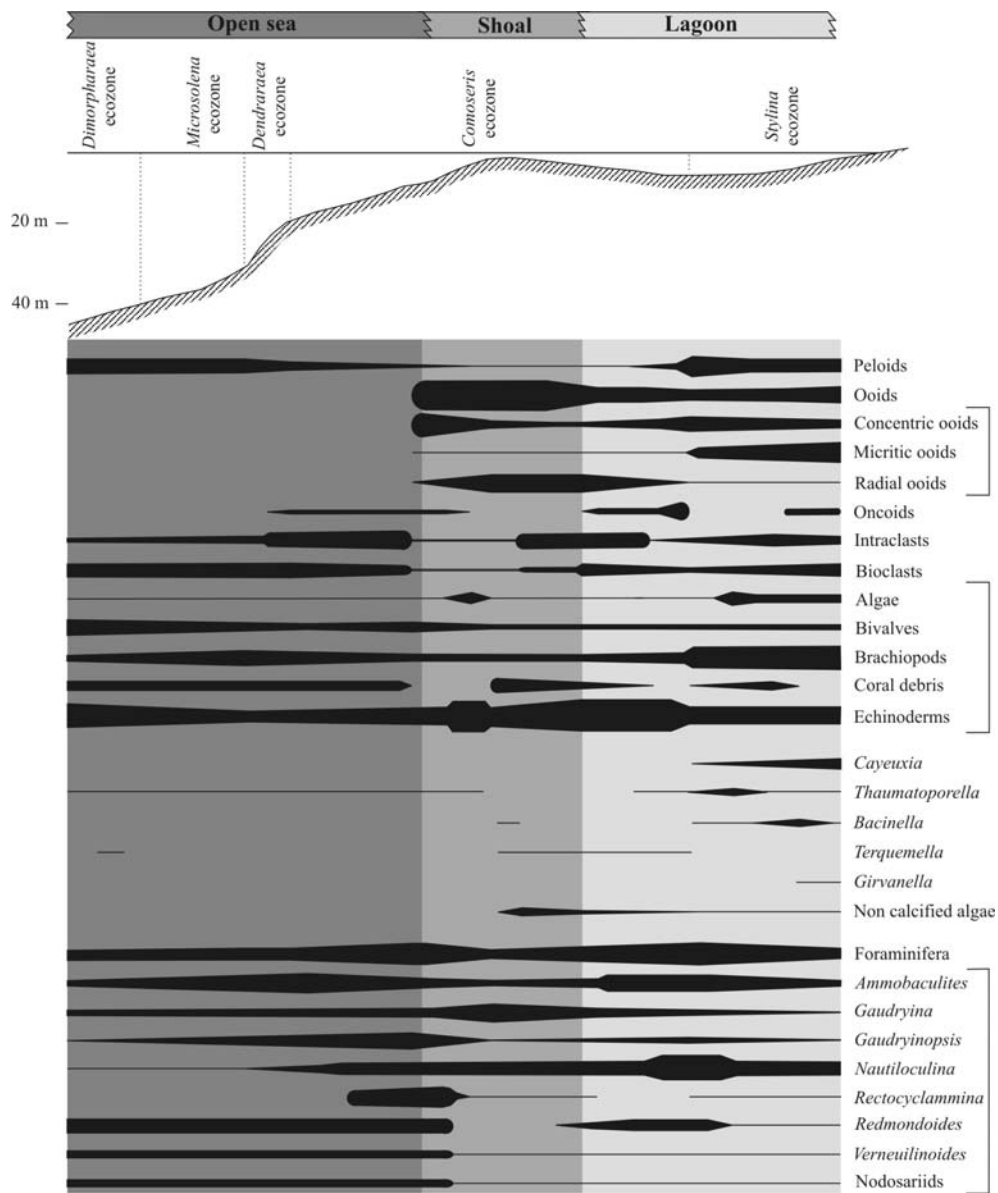 Open sea
Shoal
Lagoon
Dimorpharaea
ecozone
Microsolena
ecozone
Dendraraea
ecozone
Comoseris
ecozone
Stylina
ecozone
20 m
40 m
Peloids
Ooids
Concentric ooids
Micritic ooids
Radial ooids
Oncoids
Intraclasts
Bioclasts
Algae
Bivalves
Brachiopods
Coral debris
Echinoderms
Cayeuxia
Thaumatoporella
Bacinella
Terquemella
Girvanella
Non calcified algae
Foraminifera
Ammobaculites
Gaudryina
Gaudryinopsis
Nautiloculina
Rectocyclammina
Redmondoides
Verneuilinoides
Nodosariids